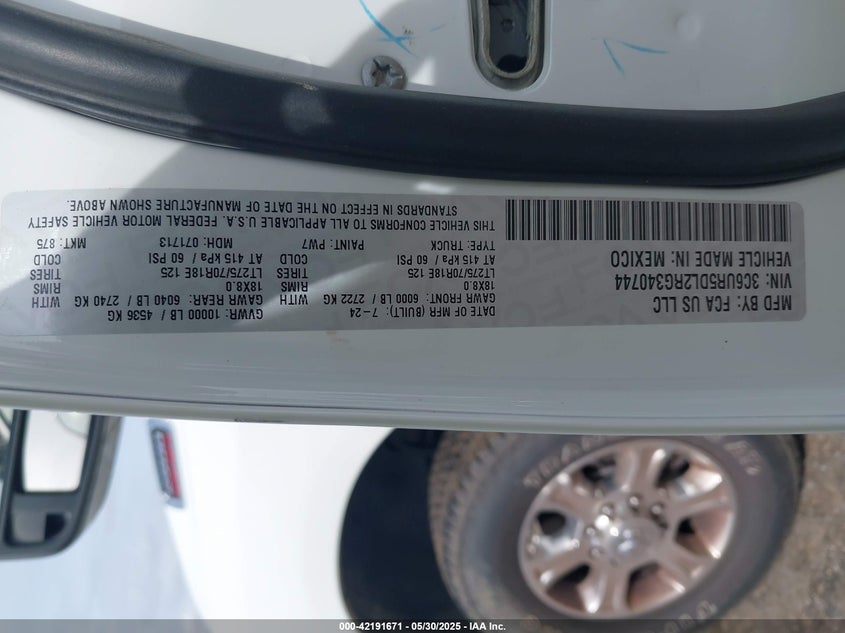 MFD BY: FCA US LLC
VIN: 3C6UR5DL2RG340744
VEHICLE MADE IN: MEXICO
DATE OF MFR (BUILT): 7-24
GVWR: 10000 LB / 4536 KG
GAWR FRONT: 6000 LB / 2722 KG
GAWR REAR: 6040 LB / 2740 KG WITH
18X8.0 RIMS
18X8.0 RIMS
LT275/70R18E 125 TIRES
LT275/70R18E 125 TIRES
AT 415 kPa / 60 PSI COLD
AT 415 kPa / 60 PSI COLD
TYPE: TRUCK PAINT: PW7 MDH: 071713 MKT: 875
THIS VEHICLE CONFORMS TO ALL APPLICABLE U.S.A. FEDERAL MOTOR VEHICLE SAFETY
STANDARDS IN EFFECT ON THE DATE OF MANUFACTURE SHOWN ABOVE.
000-42191671 - 05/30/2025 - IAA Inc.